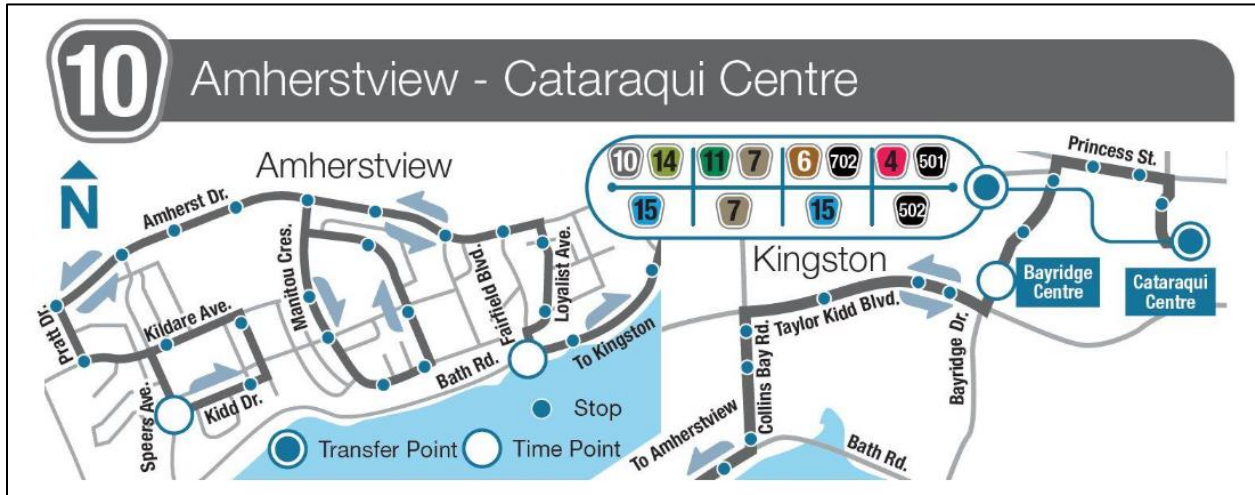 10
Amherstview - Cataraqui Centre
N
Amherstview
Amherst Dr.
Pratt Dr.
Kildare Ave.
Speers Ave.
Kidd Dr.
Manitou Cres.
Fairfield Blvd.
Loyalist Ave.
Bath Rd.
To Kingston
Stop
Transfer Point
Time Point
10 14 11 7 6 702 4 501
15 7 15 502
Princess St.
Kingston
Bayridge
Centre
Cataraqui
Centre
Taylor Kidd Blvd.
Collins Bay Rd.
Bayridge Dr.
To Amherstview
Bath Rd.